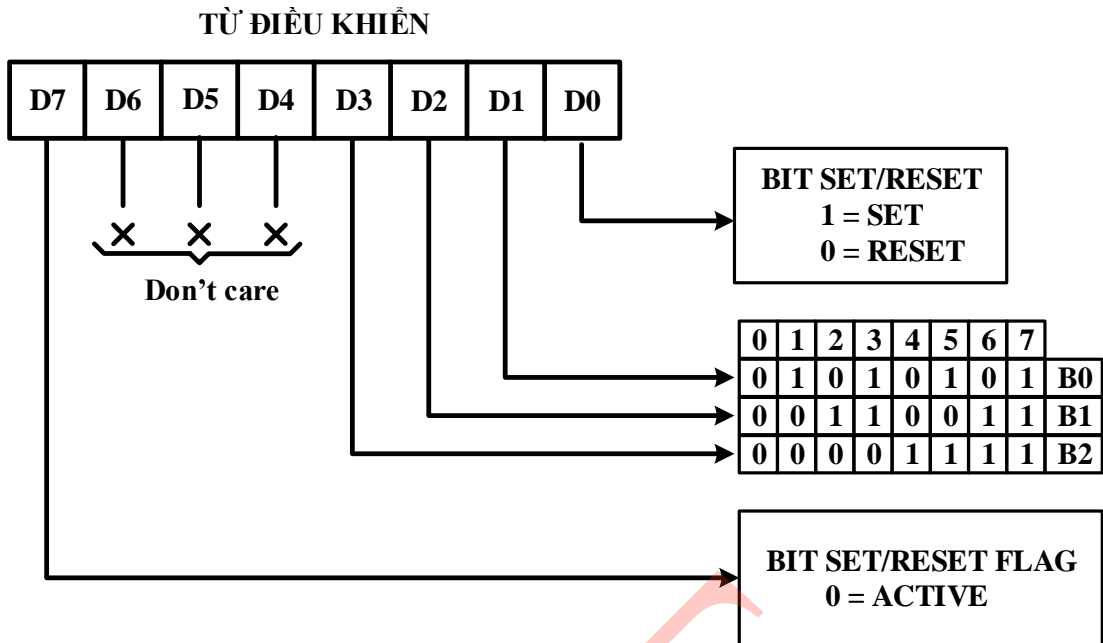 TỪ ĐIỀU KHIỂN
D7 D6 D5 D4 D3 D2 D1 D0
BIT SET/RESET
1 = SET
0 = RESET
Don't care
0 1 2 3 4 5 6 7
0 1 0 1 0 1 0 1 B0
0 0 1 1 0 0 1 1 B1
0 0 0 0 1 1 1 1 B2
BIT SET/RESET FLAG
0 = ACTIVE